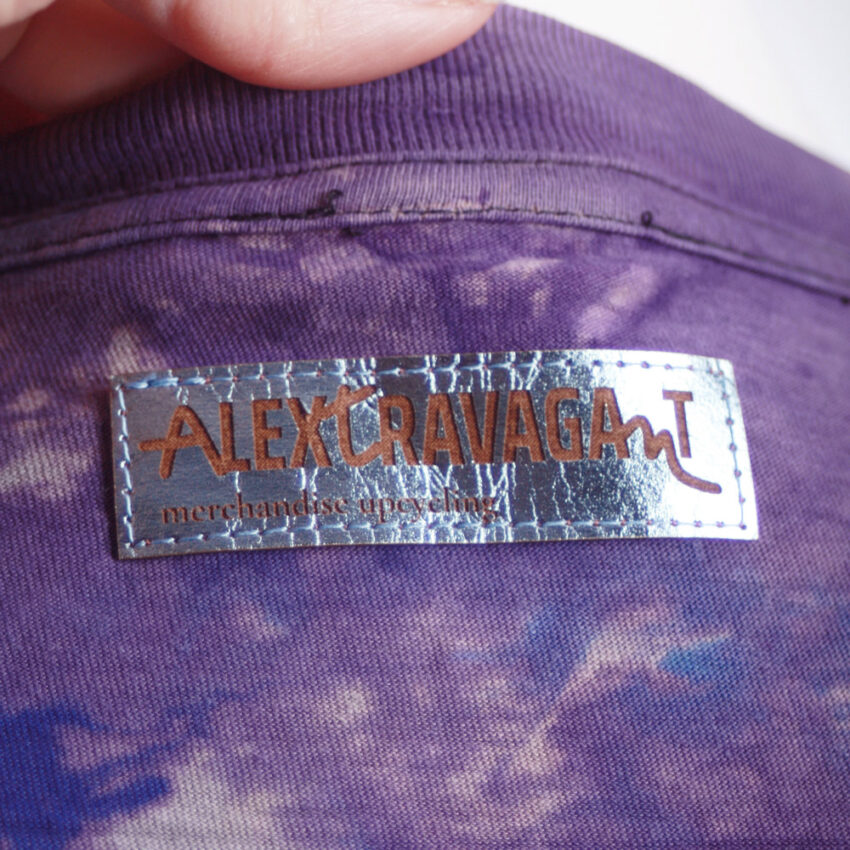 ALEXtRAVAGAnT
merchandise upcycling